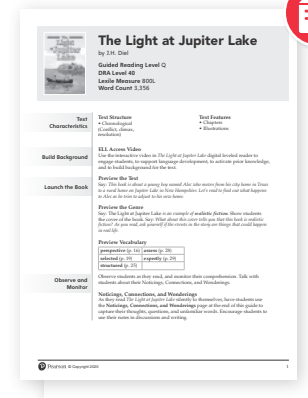 The Light at Jupiter Lake
by J.H. Diel
Guided Reading Level Q
DRA Level 40
Lexile Measure 800L
Word Count 3,356
Text
Characteristics
Text Structure
• Chronological
(Conflict, climax,
resolution)
Text Features
• Chapters
• Illustrations
Build Background
ELL Access Video
Use the interactive video in The Light at Jupiter Lake digital leveled reader to
engage students, to support language development, to activate prior knowledge,
and to build background for the text.
Launch the Book
Preview the Text
Say: This book is about a young boy named Alex who moves from his city home in Texas
to a rural home on Jupiter Lake in New Hampshire. Let's read to find out what happens
to Alex as he tries to adjust to his new home.
Preview the Genre
Say: The Light at Jupiter Lake is an example of realistic fiction. Show students
the cover of the book. Say: What about this cover tells you that this book is realistic
fiction? As you read, ask yourself if the events in the story are things that could happen
in real life.
Preview Vocabulary
perspective (p. 16) assess (p. 28)
selected (p. 19) expertly (p. 29)
structured (p. 25)
Observe and
Monitor
Observe students as they read, and monitor their comprehension. Talk with
students about their Noticings, Connections, and Wonderings.
Noticings, Connections, and Wonderings
As they read The Light at Jupiter Lake silently to themselves, have students use
the Noticings, Connections, and Wonderings page at the end of this guide to
capture their thoughts, questions, and unfamiliar words. Encourage students to
use their notes in discussions and writing.
Pearson © Copyright 2020
1